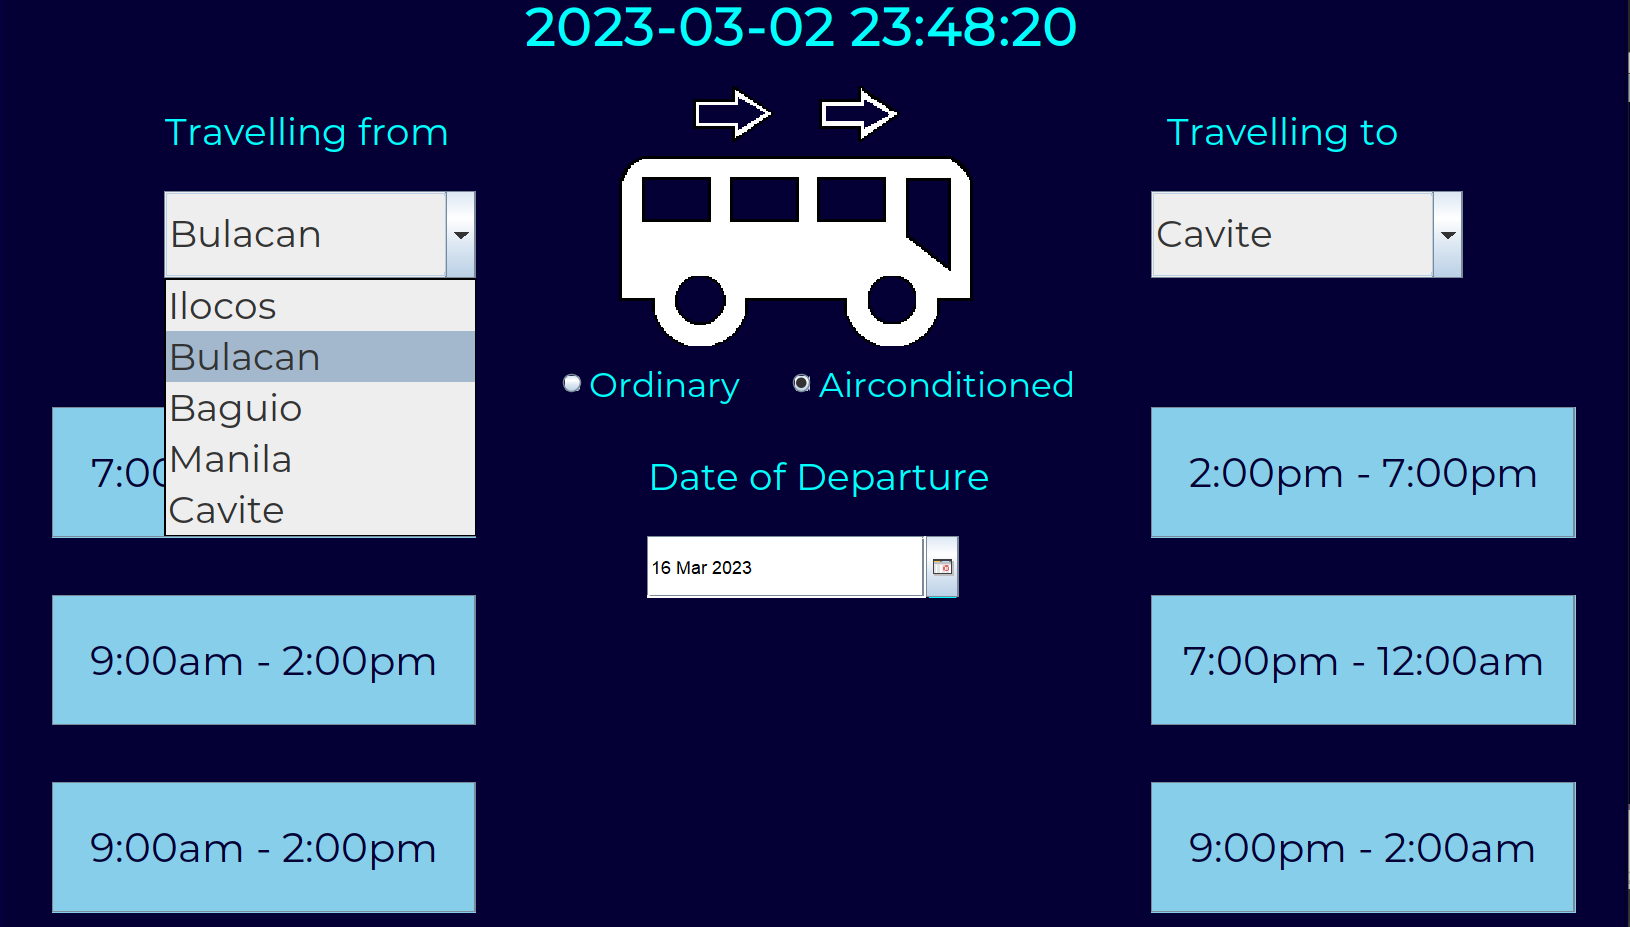 2023-03-02 23:48:20
Travelling from
Travelling to
Bulacan
Cavite
Ilocos
Bulacan
Baguio
Manila
Cavite
Ordinary
Airconditioned
7:00
2:00pm - 7:00pm
Date of Departure
16 Mar 2023
9:00am - 2:00pm
7:00pm - 12:00am
9:00am - 2:00pm
9:00pm - 2:00am